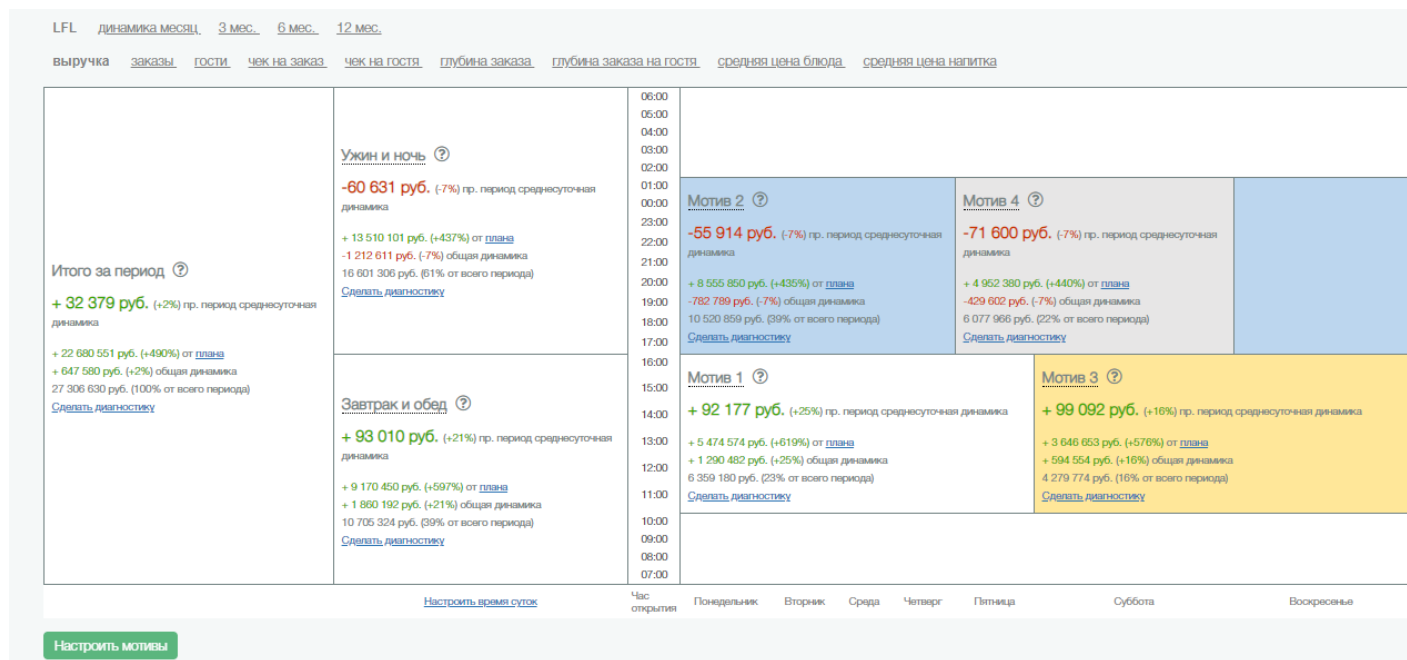 LFL динамика месяц 3 мес. 6 мес. 12 мес.
выручка заказы гости чек на заказ чек на гостя глубина заказа глубина заказа на гостя средняя цена блюда средняя цена напитка
Итого за период ?
+ 32 379 руб. (+2%) пр. период среднесуточная
динамика
+ 22 680 551 руб. (+490%) от плана
+ 647 580 руб. (+2%) общая динамика
27 306 630 руб. (100% от всего периода)
Сделать диагностику
Ужин и ночь ?
-60 631 руб. (-7%) пр. период среднесуточная
динамика
+ 13 510 101 руб. (+437%) от плана
-1 212 611 руб. (-7%) общая динамика
16 601 306 руб. (61% от всего периода)
Сделать диагностику
Завтрак и обед ?
+ 93 010 руб. (+21%) пр. период среднесуточная
динамика
+ 9 170 450 руб. (+597%) от плана
+ 1 860 192 руб. (+21%) общая динамика
10 705 324 руб. (39% от всего периода)
Сделать диагностику
06:00
05:00
04:00
03:00
02:00
01:00
00:00
23:00
22:00
21:00
20:00
19:00
18:00
17:00
16:00
15:00
14:00
13:00
12:00
11:00
10:00
09:00
08:00
07:00
Мотив 2 ?
-55 914 руб. (-7%) пр. период среднесуточная
динамика
+ 8 555 850 руб. (+435%) от плана
-782 789 руб. (-7%) общая динамика
10 520 859 руб. (39% от всего периода)
Сделать диагностику
Мотив 4 ?
-71 600 руб. (-7%) пр. период среднесуточная
динамика
+ 4 952 380 руб. (+440%) от плана
-429 602 руб. (-7%) общая динамика
6 077 966 руб. (22% от всего периода)
Сделать диагностику
Мотив 1 ?
+ 92 177 руб. (+25%) пр. период среднесуточная динамика
+ 5 474 574 руб. (+619%) от плана
+ 1 290 482 руб. (+25%) общая динамика
6 359 180 руб. (23% от всего периода)
Сделать диагностику
Мотив 3 ?
+ 99 092 руб. (+16%) пр. период среднесуточная динамика
+ 3 646 653 руб. (+576%) от плана
+ 594 554 руб. (+16%) общая динамика
4 279 774 руб. (16% от всего периода)
Сделать диагностику
Настроить время суток
Час
открытия
Понедельник Вторник Среда Четверг Пятница Суббота Воскресенье
Настроить мотивы